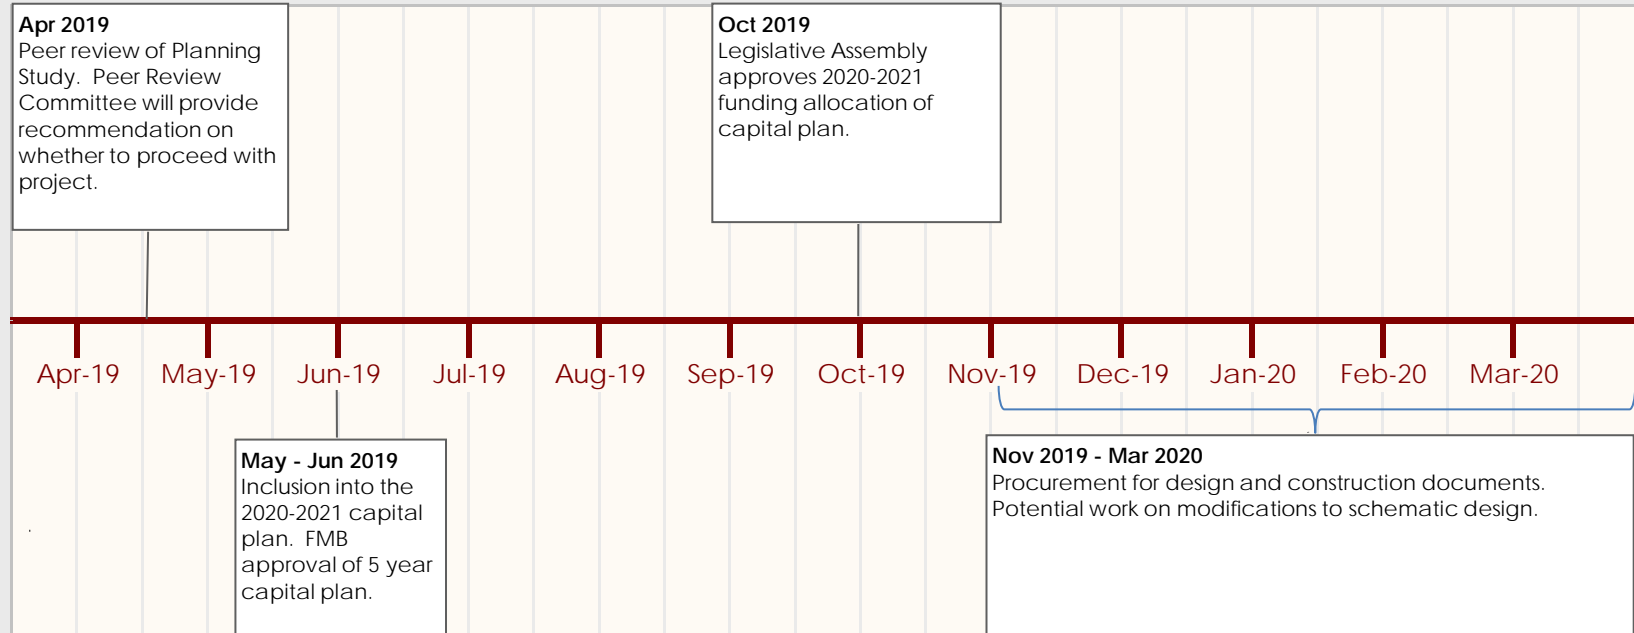 Apr 2019
Peer review of Planning
Study.  Peer Review
Committee will provide
recommendation on
whether to proceed with
project.
Oct 2019
Legislative Assembly
approves 2020-2021
funding allocation of
capital plan.
Apr-19 May-19 Jun-19 Jul-19 Aug-19 Sep-19 Oct-19 Nov-19 Dec-19 Jan-20 Feb-20 Mar-20
May - Jun 2019
Inclusion into the
2020-2021 capital
plan.  FMB
approval of 5 year
capital plan.
Nov 2019 - Mar 2020
Procurement for design and construction documents.
Potential work on modifications to schematic design.